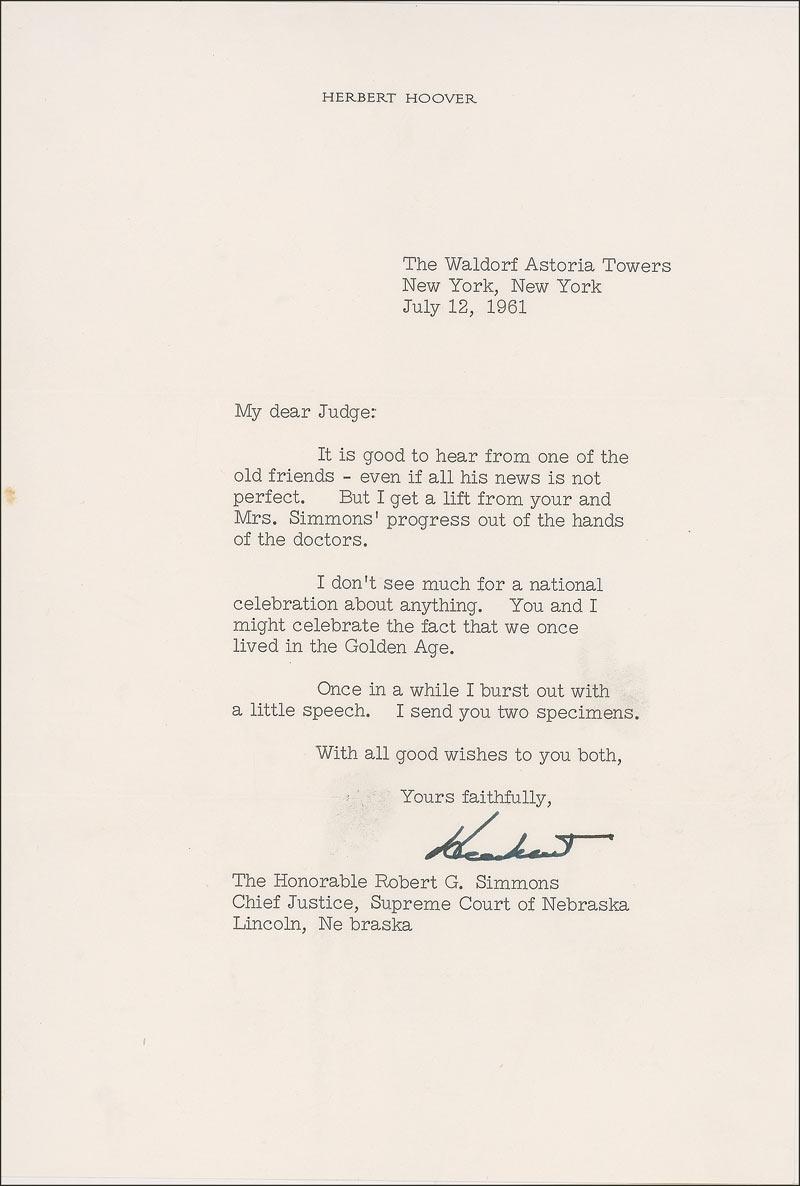 HERBERT HOOVER
The Waldorf Astoria Towers
New York, New York
July 12, 1961
My dear Judge:
It is good to hear from one of the
old friends - even if all his news is not
perfect. But I get a lift from your and
Mrs. Simmons' progress out of the hands
of the doctors.
I don't see much for a national
celebration about anything. You and I
might celebrate the fact that we once
lived in the Golden Age.
Once in a while I burst out with
a little speech. I send you two specimens.
With all good wishes to you both,
Yours faithfully,
Herbert
The Honorable Robert G. Simmons
Chief Justice, Supreme Court of Nebraska
Lincoln, Ne braska